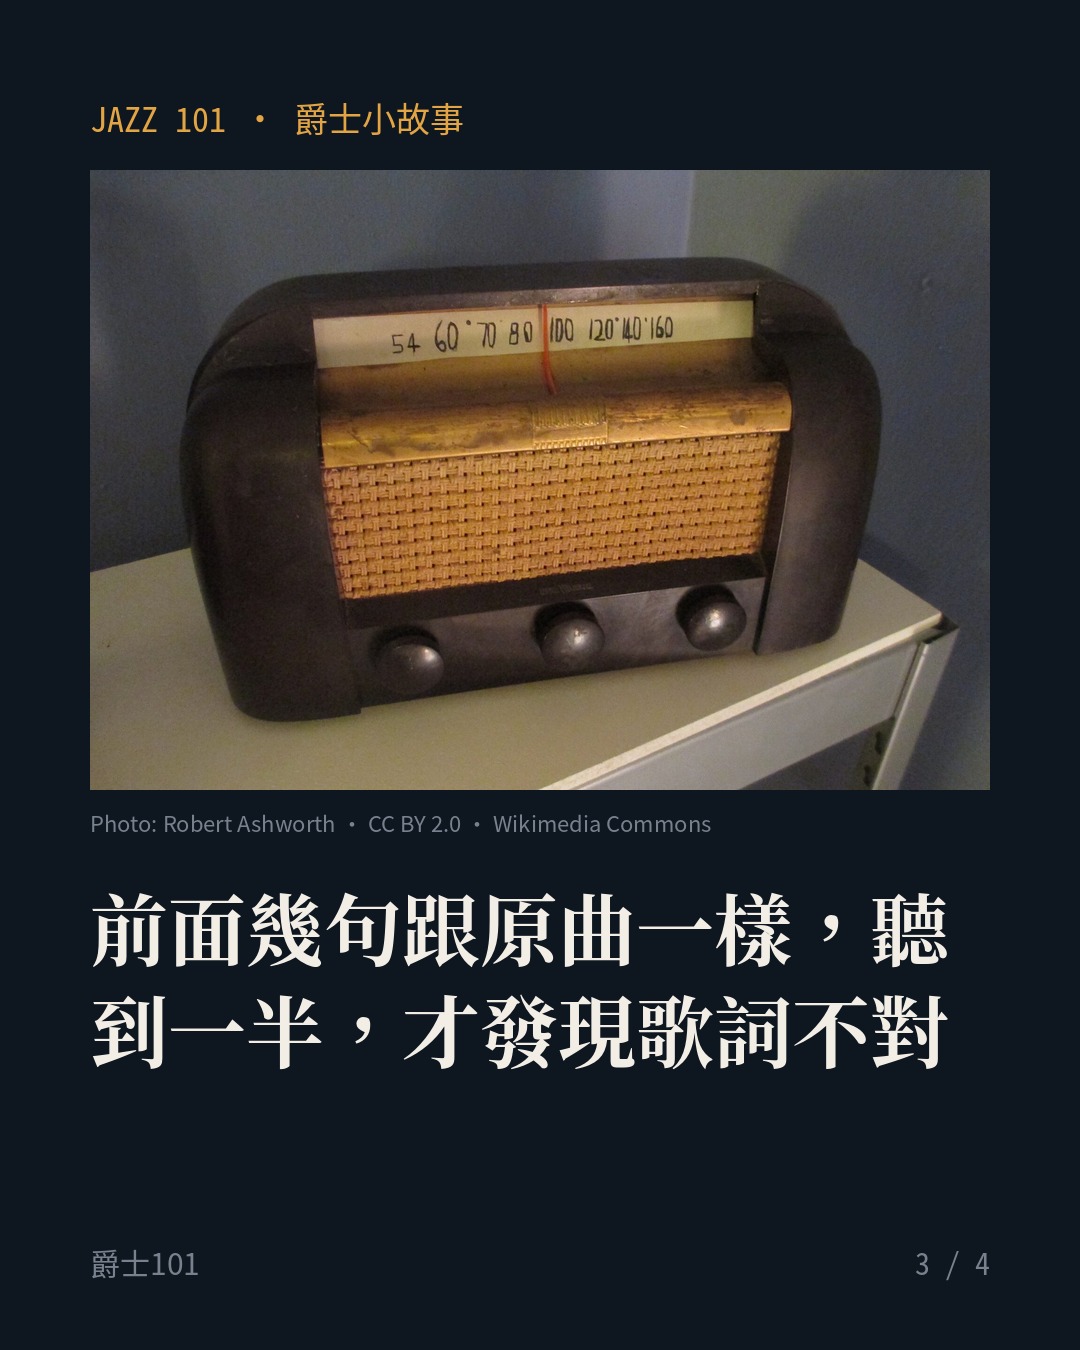 JAZZ 101 · 爵士小故事
54 60 · 70 80 100 120 · 140 · 160
Photo: Robert Ashworth · CC BY 2.0 · Wikimedia Commons
前面幾句跟原曲一樣，聽
到一半，才發現歌詞不對
爵士101
3 / 4